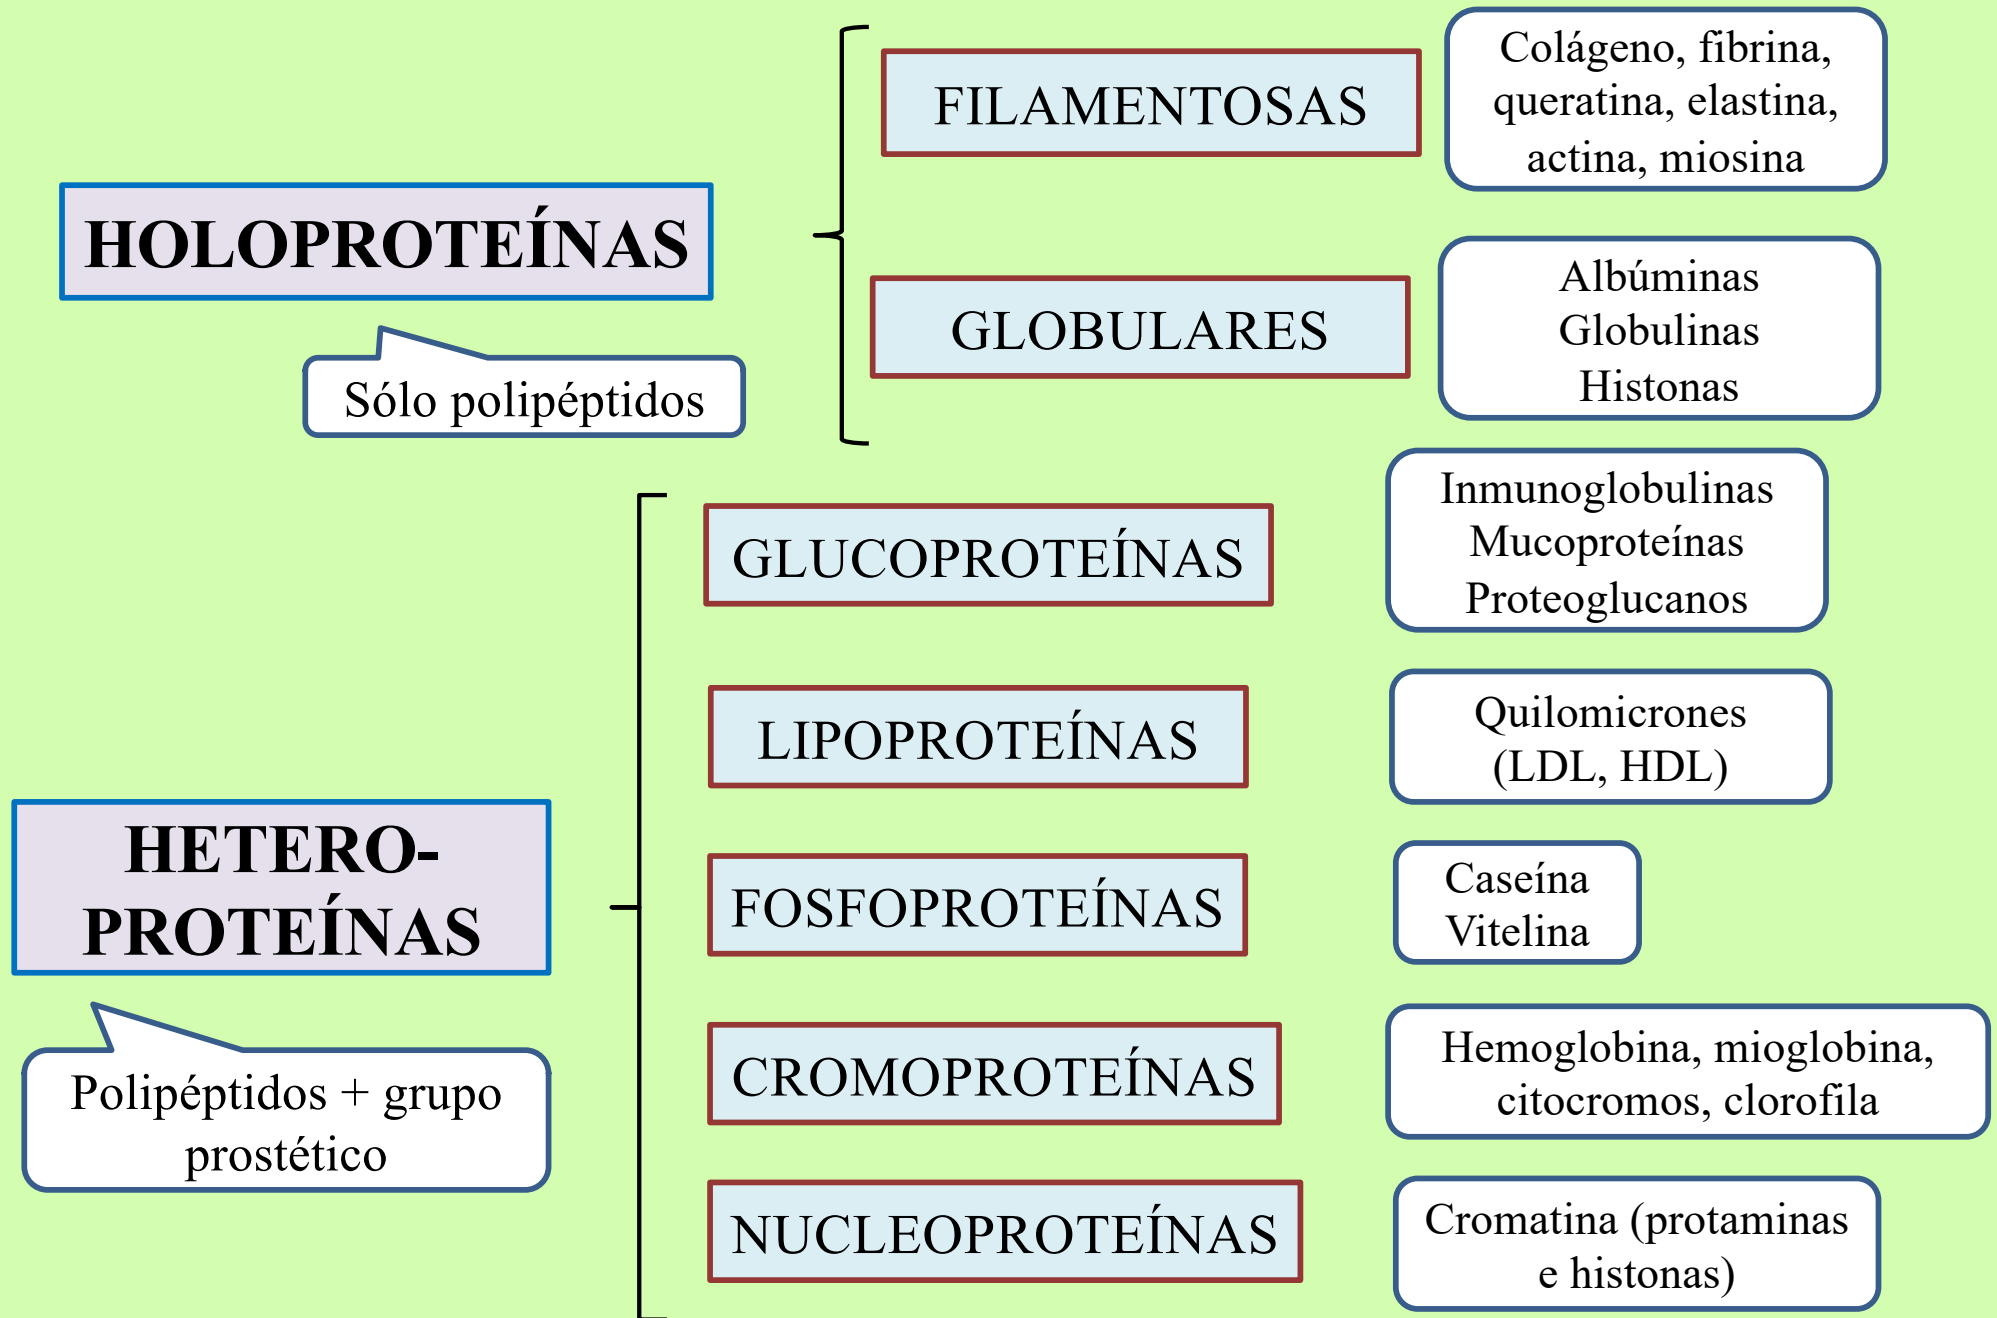 HOLOPROTEÍNAS
Sólo polipéptidos
FILAMENTOSAS
Colágeno, fibrina,
queratina, elastina,
actina, miosina
GLOBULARES
Albúminas
Globulinas
Histonas
HETERO-
PROTEÍNAS
Polipéptidos + grupo
prostético
GLUCOPROTEÍNAS
Inmunoglobulinas
Mucoproteínas
Proteoglucanos
LIPOPROTEÍNAS
Quilomicrones
(LDL, HDL)
FOSFOPROTEÍNAS
Caseína
Vitelina
CROMOPROTEÍNAS
Hemoglobina, mioglobina,
citocromos, clorofila
NUCLEOPROTEÍNAS
Cromatina (protaminas
e histonas)